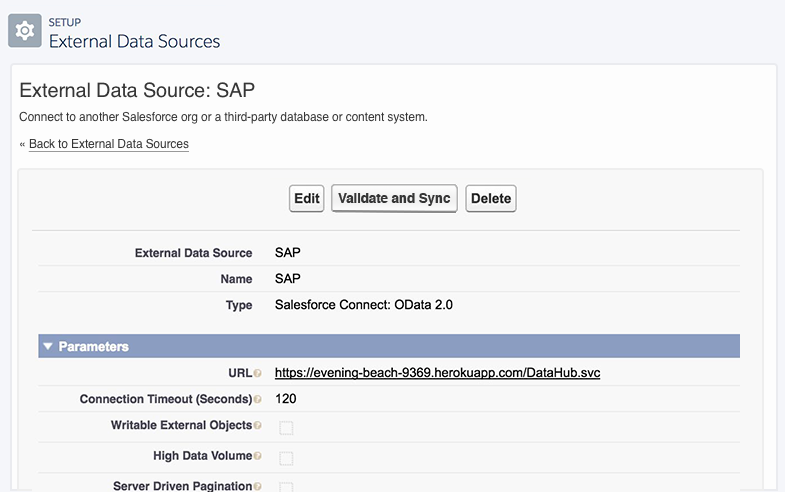 SETUP
External Data Sources
External Data Source: SAP
Connect to another Salesforce org or a third-party database or content system.
« Back to External Data Sources
Edit Validate and Sync Delete
External Data Source SAP
Name SAP
Type Salesforce Connect: OData 2.0
Parameters
URL ? https://evening-beach-9369.herokuapp.com/DataHub.svc
Connection Timeout (Seconds) ? 120
Writable External Objects ?
High Data Volume ?
Server Driven Pagination ?